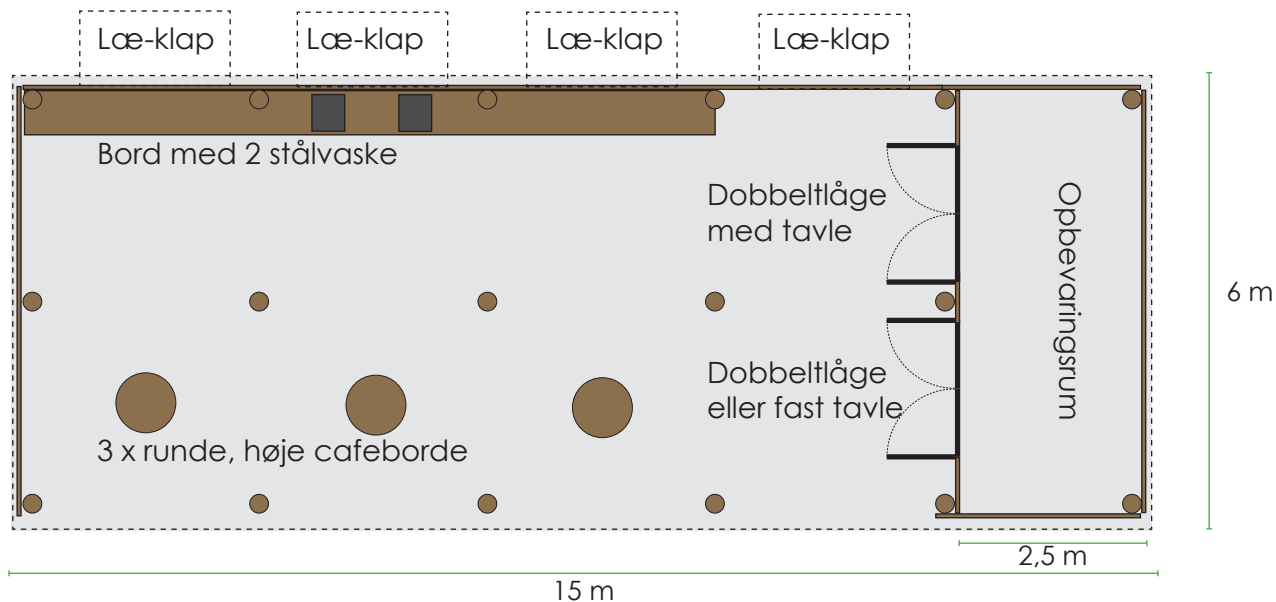 Læ-klap
Læ-klap
Læ-klap
Læ-klap
Bord med 2 stålvaske
Dobbeltlåge
med tavle
Opbevaringsrum
6 m
Dobbeltlåge
eller fast tavle
3 x runde, høje cafeborde
2,5 m
15 m